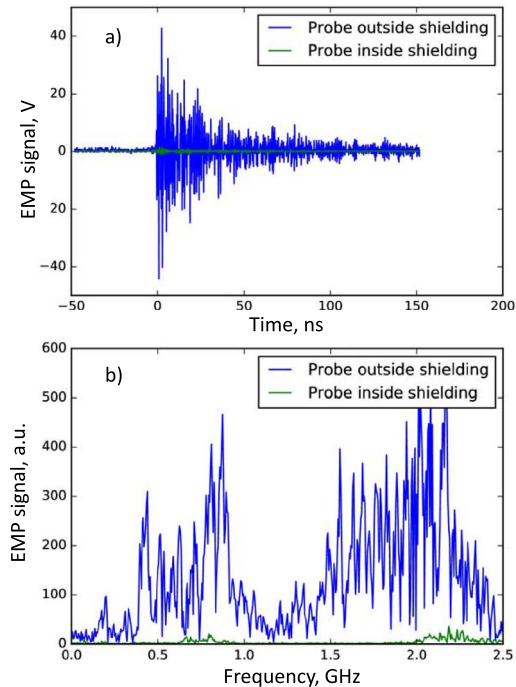 a)
Probe outside shielding
Probe inside shielding
EMP signal, V
40
20
0
20
−40
−50
0
50
100
150
200
Time, ns
b)
Probe outside shielding
Probe inside shielding
EMP signal, a.u.
600
500
400
300
200
100
0
0.0
0.5
1.0
1.5
2.0
2.5
Frequency, GHz